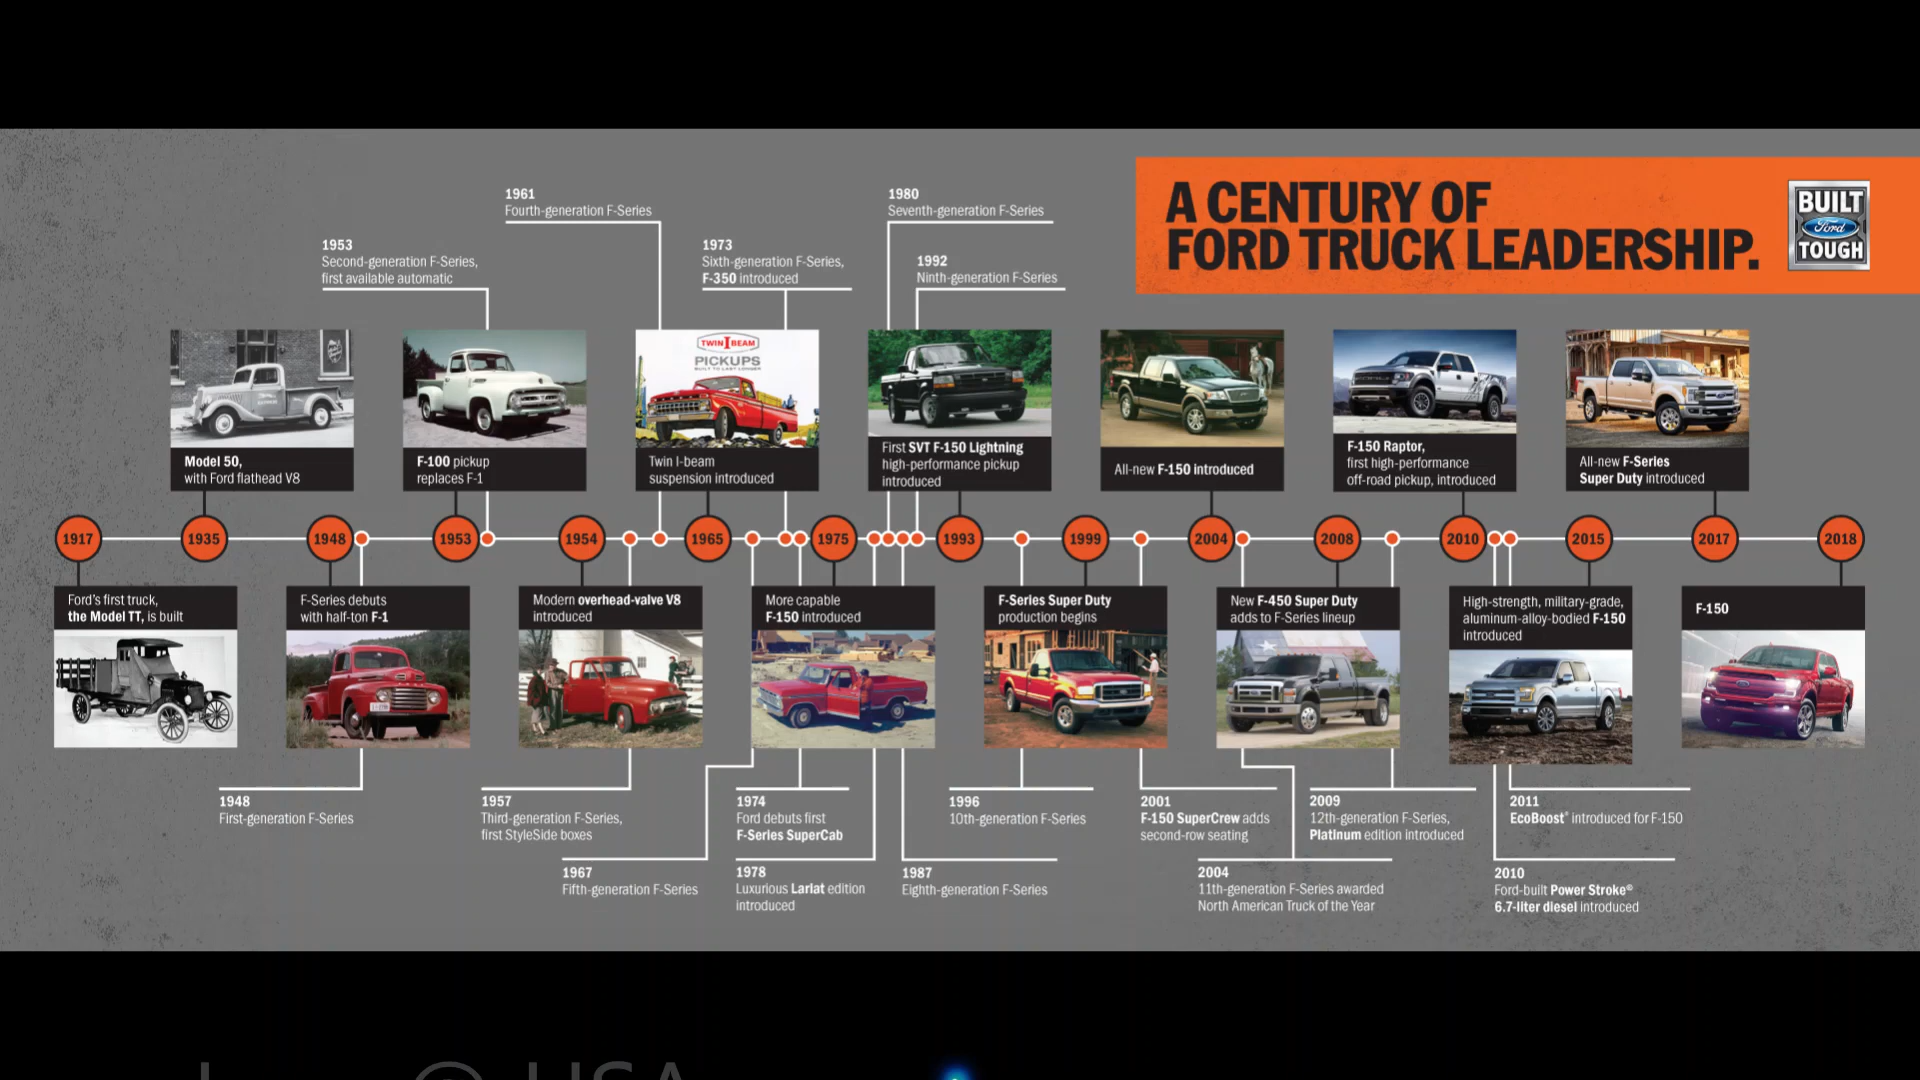 A CENTURY OF
FORD TRUCK LEADERSHIP.
BUILT
Ford
TOUGH
1961
Fourth-generation F-Series
1980
Seventh-generation F-Series
1953
Second-generation F-Series,
first available automatic
1973
Sixth-generation F-Series,
F-350 introduced
1992
Ninth-generation F-Series
TWIN I BEAM
PICKUPS
BUILT TO LAST LONGER
Model 50,
with Ford flathead V8
F-100 pickup
replaces F-1
Twin I-beam
suspension introduced
First SVT F-150 Lightning
high-performance pickup
introduced
All-new F-150 introduced
F-150 Raptor,
first high-performance
off-road pickup, introduced
All-new F-Series
Super Duty introduced
1917
1935
1948
1953
1954
1965
1975
1993
1999
2004
2008
2010
2015
2017
2018
Ford's first truck,
the Model TT, is built
F-Series debuts
with half-ton F-1
Modern overhead-valve V8
introduced
More capable
F-150 introduced
F-Series Super Duty
production begins
New F-450 Super Duty
adds to F-Series lineup
High-strength, military-grade,
aluminum-alloy-bodied F-150
introduced
F-150
1948
First-generation F-Series
1957
Third-generation F-Series,
first StyleSide boxes
1974
Ford debuts first
F-Series SuperCab
1996
10th-generation F-Series
2001
F-150 SuperCrew adds
second-row seating
2009
12th-generation F-Series,
Platinum edition introduced
2011
EcoBoost® introduced for F-150
1967
Fifth-generation F-Series
1978
Luxurious Lariat edition
introduced
1987
Eighth-generation F-Series
2004
11th-generation F-Series awarded
North American Truck of the Year
2010
Ford-built Power Stroke®
6.7-liter diesel introduced
USA